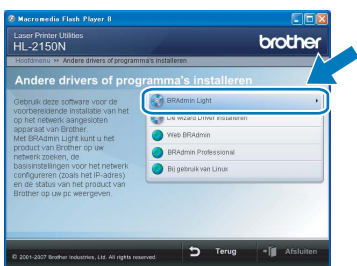 Macromedia Flash Player 8
Laser Printer Utilities
HL-2150N
brother
Hoofdmenu ›› Andere drivers of programma's installeren
Andere drivers of programma's installeren
Gebruik deze software voor de
voorbereidende installatie van het
op het netwerk aangesloten
apparaat van Brother.
Met BRAdmin Light kunt u het
product van Brother op uw
netwerk zoeken, de
basisinstellingen voor het netwerk
configureren (zoals het IP-adres)
en de status van het product van
Brother op uw pc weergeven.
BRAdmin Light
De wizard Driver installeren
Web BRAdmin
BRAdmin Professional
Bij gebruik van Linux
© 2001-2007 Brother Industries, Ltd. All rights reserved.
Terug
Afsluiten